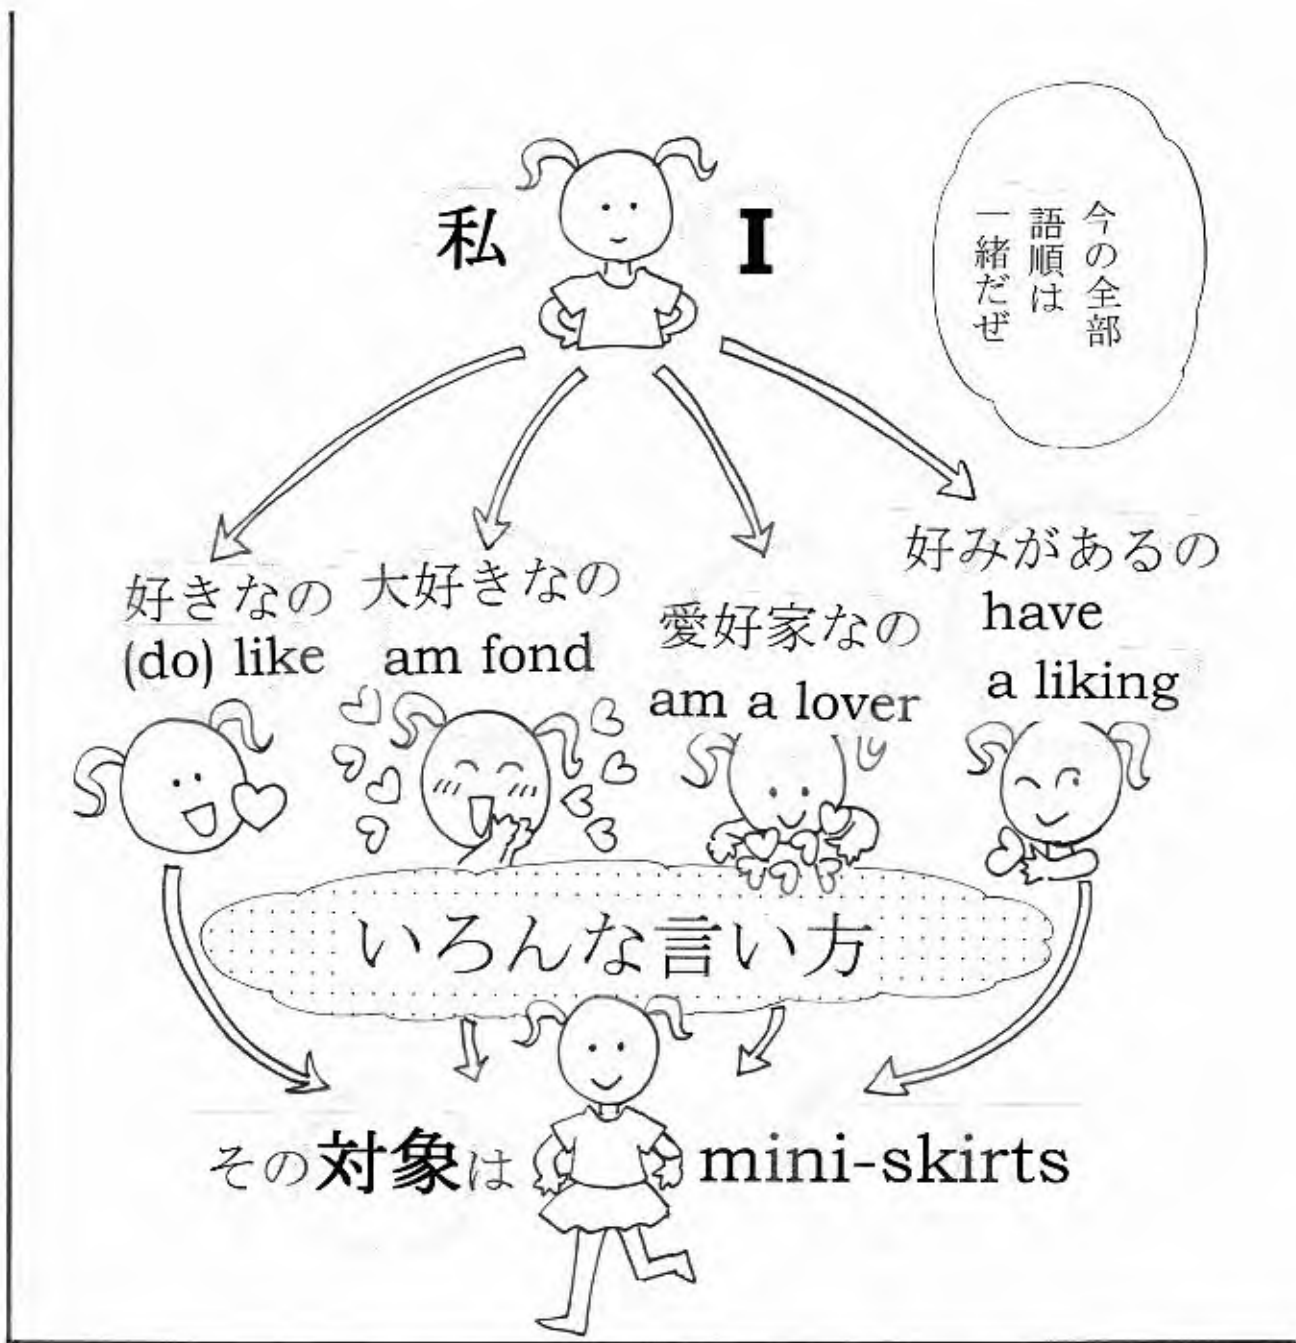 今の全部
語順は
一緒だぜ
私
I
好きなの
(do) like
大好きなの
am fond
愛好家なの
am a lover
好みがあるの
have
a liking
いろんな言い方
その対象は
mini-skirts